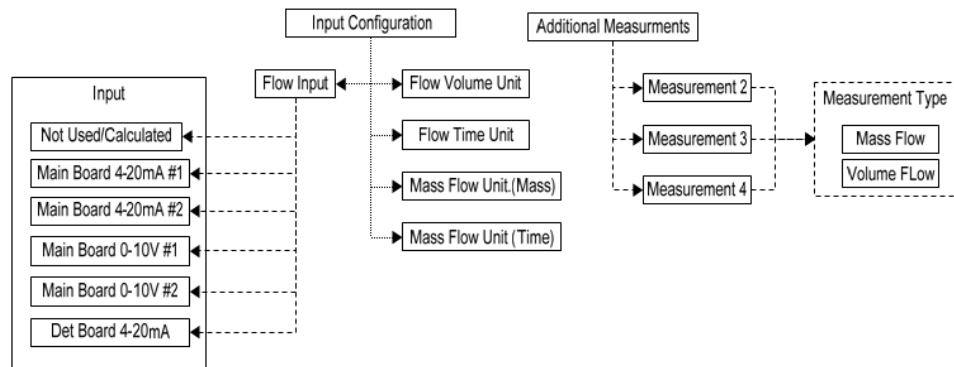 Input Configuration
Additional Measurments
Input
Flow Input
Flow Volume Unit
Measurement 2
Measurement Type
Not Used/Calculated
Flow Time Unit
Measurement 3
Mass Flow
Main Board 4-20mA #1
Mass Flow Unit.(Mass)
Measurement 4
Volume FLow
Main Board 4-20mA #2
Mass Flow Unit (Time)
Main Board 0-10V #1
Main Board 0-10V #2
Det Board 4-20mA